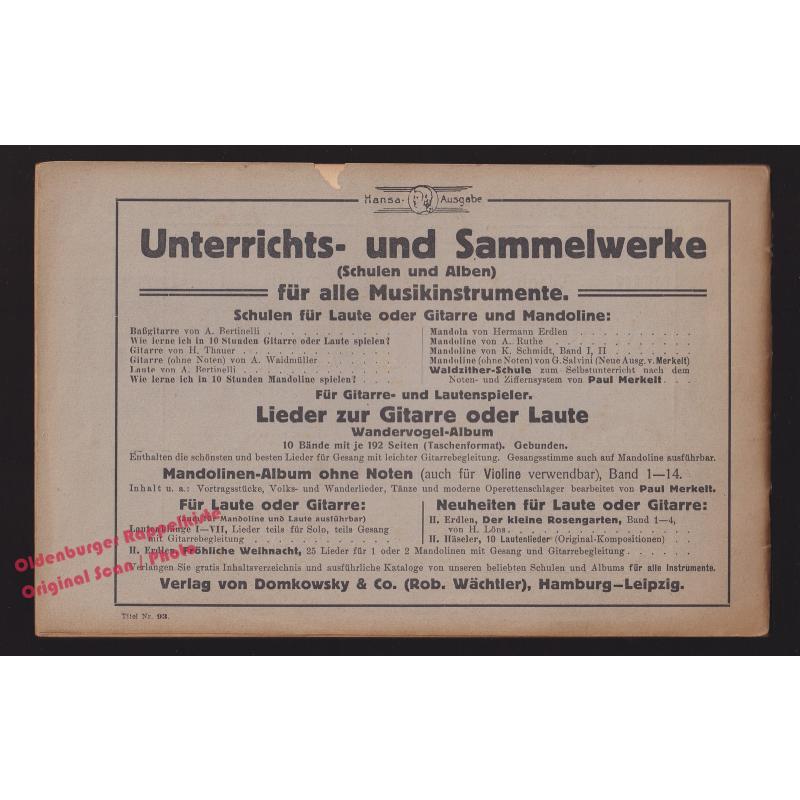 Hansa- Ausgabe
Unterrichts- und Sammelwerke
(Schulen und Alben)
für alle Musikinstrumente.
Schulen für Laute oder Gitarre und Mandoline:
Baßgitarre von A. Bertinelli . . . . . . . . . . .
Wie lerne ich in 10 Stunden Gitarre oder Laute spielen?
Gitarre von H. Thauer . . . . . . . . . . . .
Gitarre (ohne Noten) von A. Waidmüller . . . . . .
Laute von A. Bertinelli . . . . . . . . . . . .
Wie lerne ich in 10 Stunden Mandoline spielen? . . . .
Mandola von Hermann Erdlen . . . . . . . . . .
Mandoline von A. Ruthe . . . . . . . . . . . .
Mandoline von K. Schmidt, Band I, II . . . . . . .
Mandoline (ohne Noten) von G. Salvini (Neue Ausg. v. Merkelt)
Waldzither-Schule zum Selbstunterricht nach dem
Noten- und Ziffernsystem von Paul Merkelt . . .
Für Gitarre- und Lautenspieler.
Lieder zur Gitarre oder Laute
Wandervogel-Album
10 Bände mit je 192 Seiten (Taschenformat). Gebunden.
Enthalten die schönsten und besten Lieder für Gesang mit leichter Gitarrebegleitung. Gesangsstimme auch auf Mandoline ausführbar.
Mandolinen-Album ohne Noten (auch für Violine verwendbar), Band 1—14.
Inhalt u. a.: Vortragsstücke, Volks- und Wanderlieder, Tänze und moderne Operettenschlager bearbeitet von Paul Merkelt.
Für Laute oder Gitarre:
(auch für Mandoline und Laute ausführbar)
Lautenklänge I—VII, Lieder teils für Solo, teils Gesang
mit Gitarrebegleitung . . . . . . . . . . . .
Neuheiten für Laute oder Gitarre:
H. Erdlen, Der kleine Rosengarten, Band 1—4,
von H. Löns . . . . . . . . . . . . . .
H. Häseler, 10 Lautenlieder (Original-Kompositionen) . . .
H. Erdlen, Fröhliche Weihnacht, 25 Lieder für 1 oder 2 Mandolinen mit Gesang und Gitarrebegleitung . . . . .
Verlangen Sie gratis Inhaltsverzeichnis und ausführliche Kataloge von unseren beliebten Schulen und Albums für alle Instrumente.
Verlag von Domkowsky & Co. (Rob. Wächtler), Hamburg—Leipzig.
Titel Nr. 93.
Oldenburger Rappelkiste
Original Scan / Photo